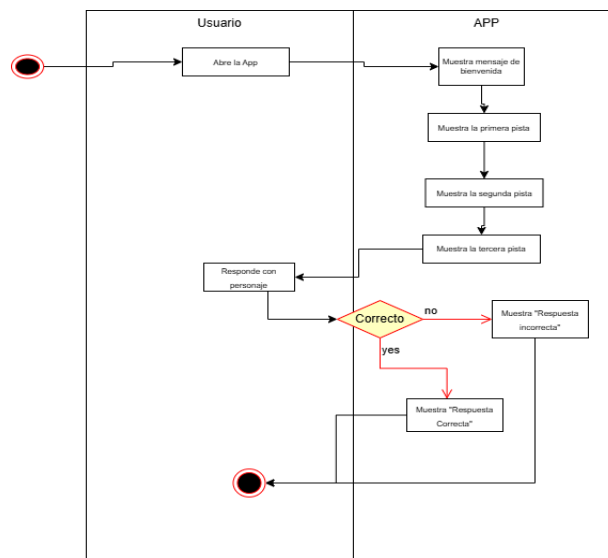 Usuario
APP
Abre la App
Muestra mensaje de
bienvenida
Muestra la primera pista
Muestra la segunda pista
Muestra la tercera pista
Responde con
personaje
Correcto
no
Muestra "Respuesta
incorrecta"
yes
Muestra "Respuesta
Correcta"